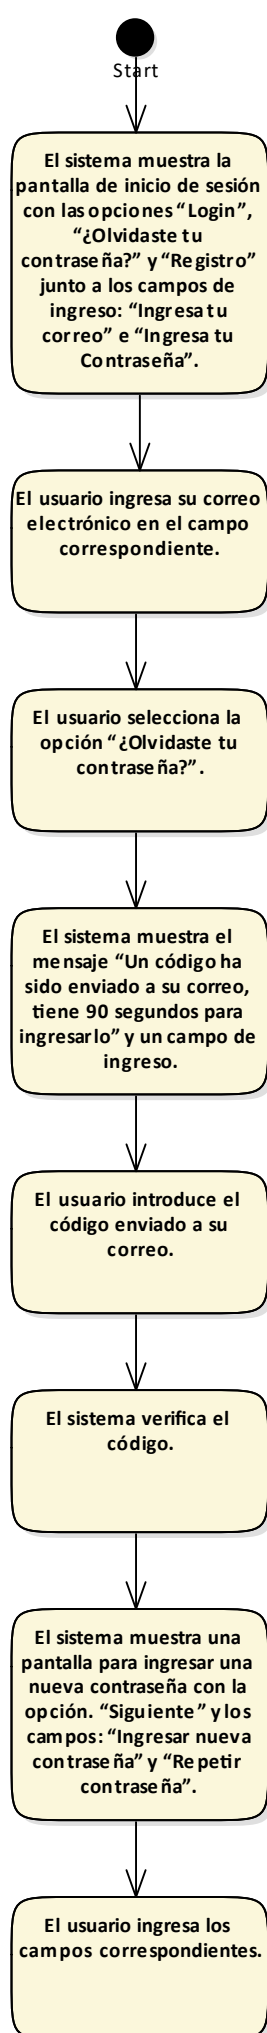 Start
El sistema muestra la
pantalla de inicio de sesión
con las opciones “Login”,
“¿Olvidaste tu
contraseña?” y “Registro”
junto a los campos de
ingreso: “Ingresa tu
correo” e “Ingresa tu
Contraseña”.
El usuario ingresa su correo
electrónico en el campo
correspondiente.
El usuario selecciona la
opción “¿Olvidaste tu
contraseña?”.
El sistema muestra el
mensaje “Un código ha
sido enviado a su correo,
tiene 90 segundos para
ingresarlo” y un campo de
ingreso.
El usuario introduce el
código enviado a su
correo.
El sistema verifica el
código.
El sistema muestra una
pantalla para ingresar una
nueva contraseña con la
opción. “Siguiente” y los
campos: “Ingresar nueva
contraseña” y “Repetir
contraseña”.
El usuario ingresa los
campos correspondientes.